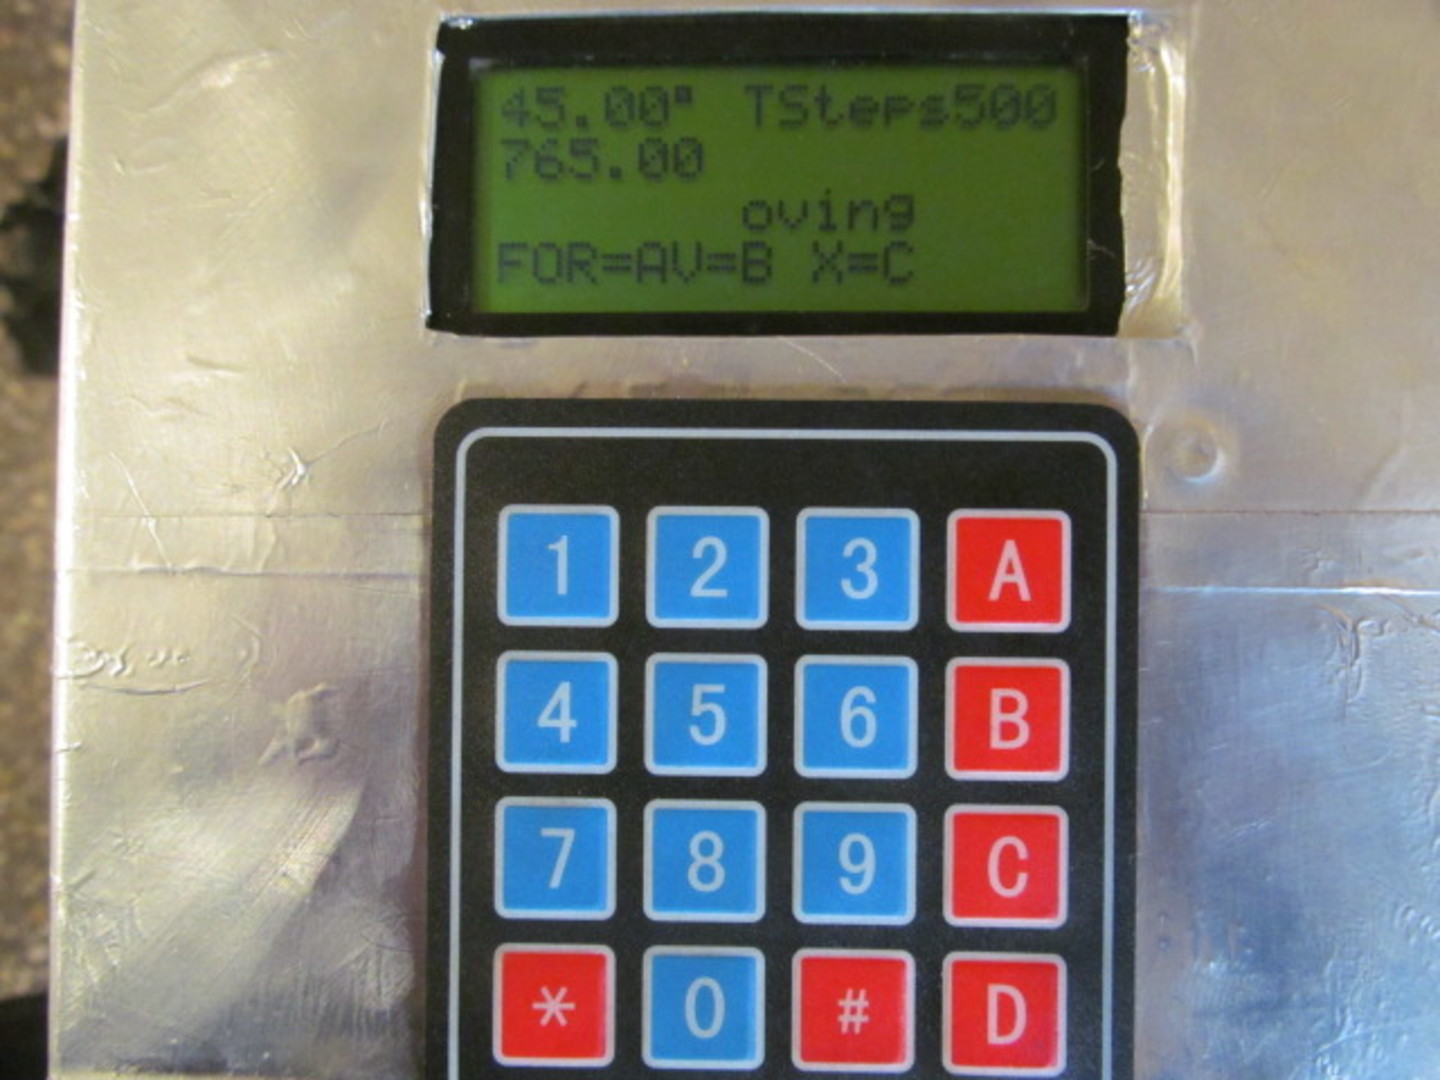 45.00° TSteps500
765.00
oving
FOR=AV=B X=C
1 2 3 A
4 5 6 B
7 8 9 C
* 0 # D